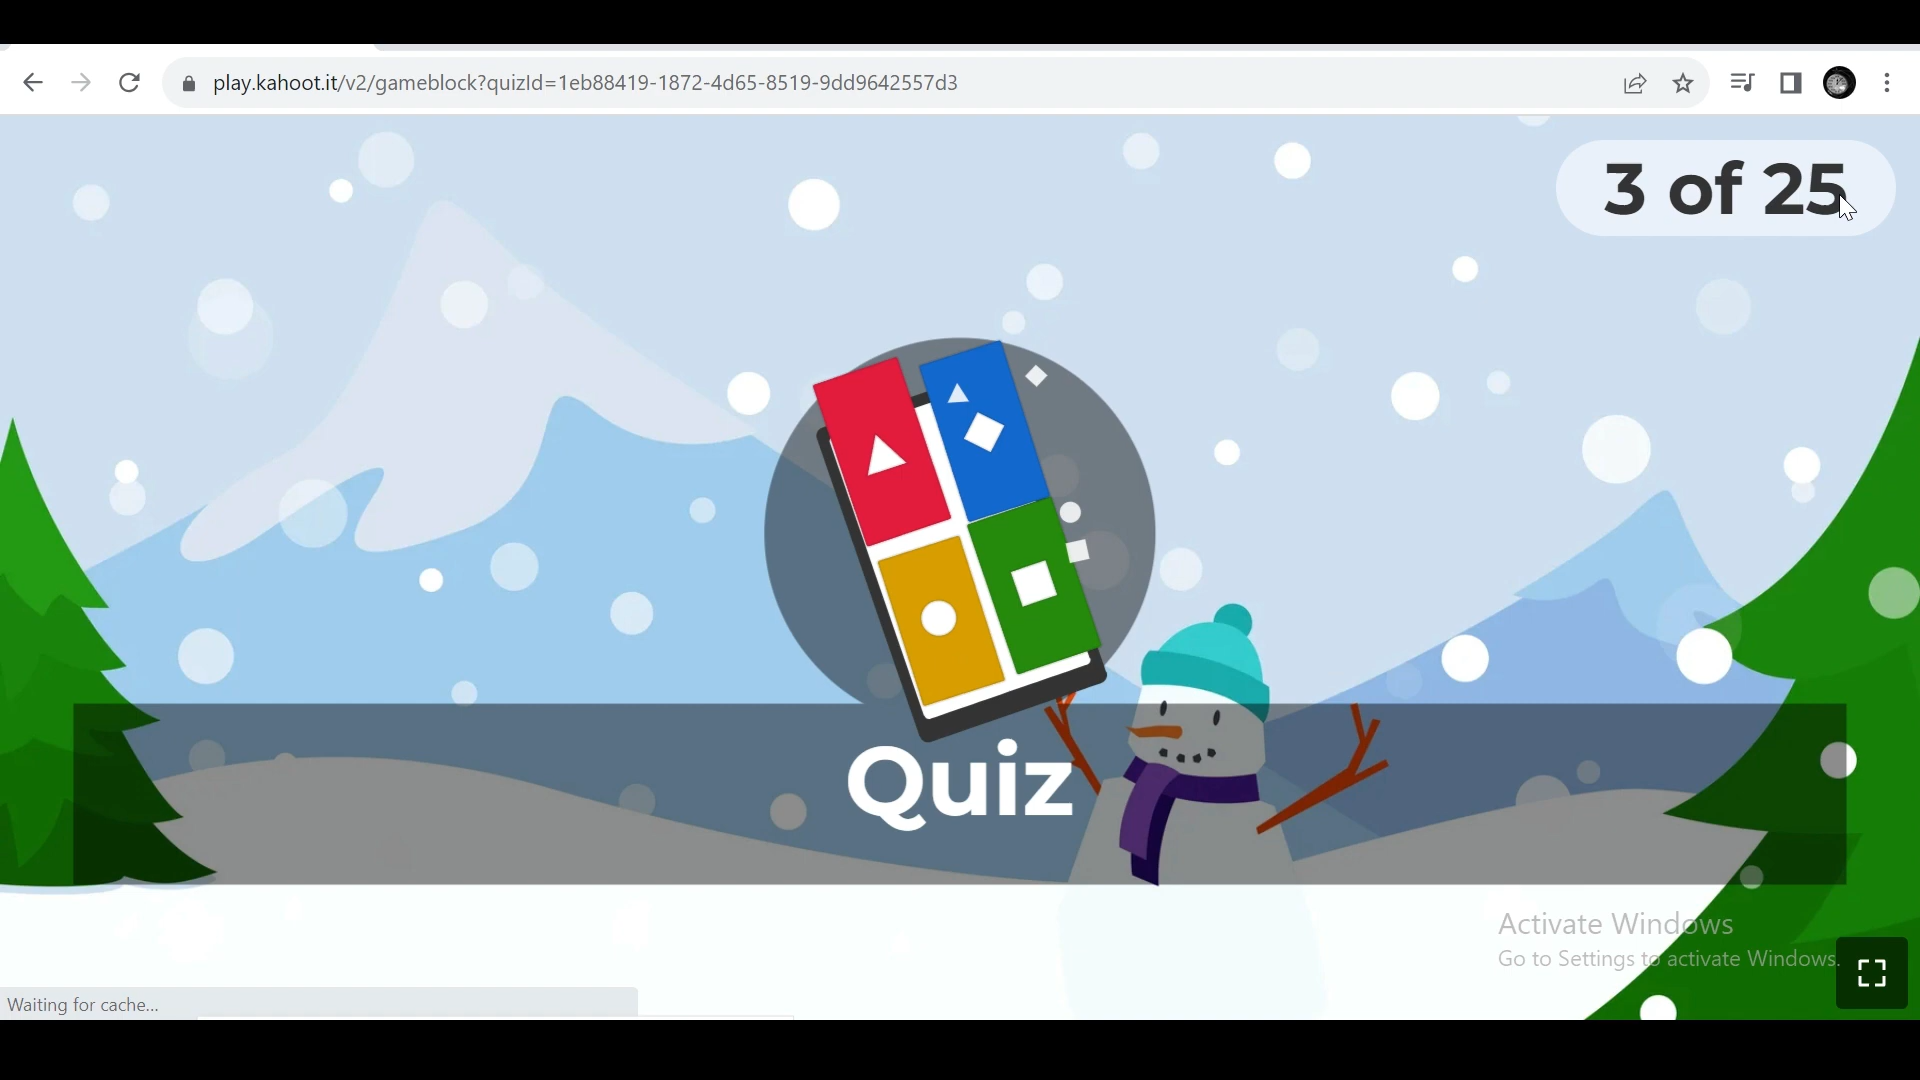 play.kahoot.it/v2/gameblock?quizId=1eb88419-1872-4d65-8519-9dd9642557d3
3 of 25
Quiz
Activate Windows
Go to Settings to activate Windows.
Waiting for cache...